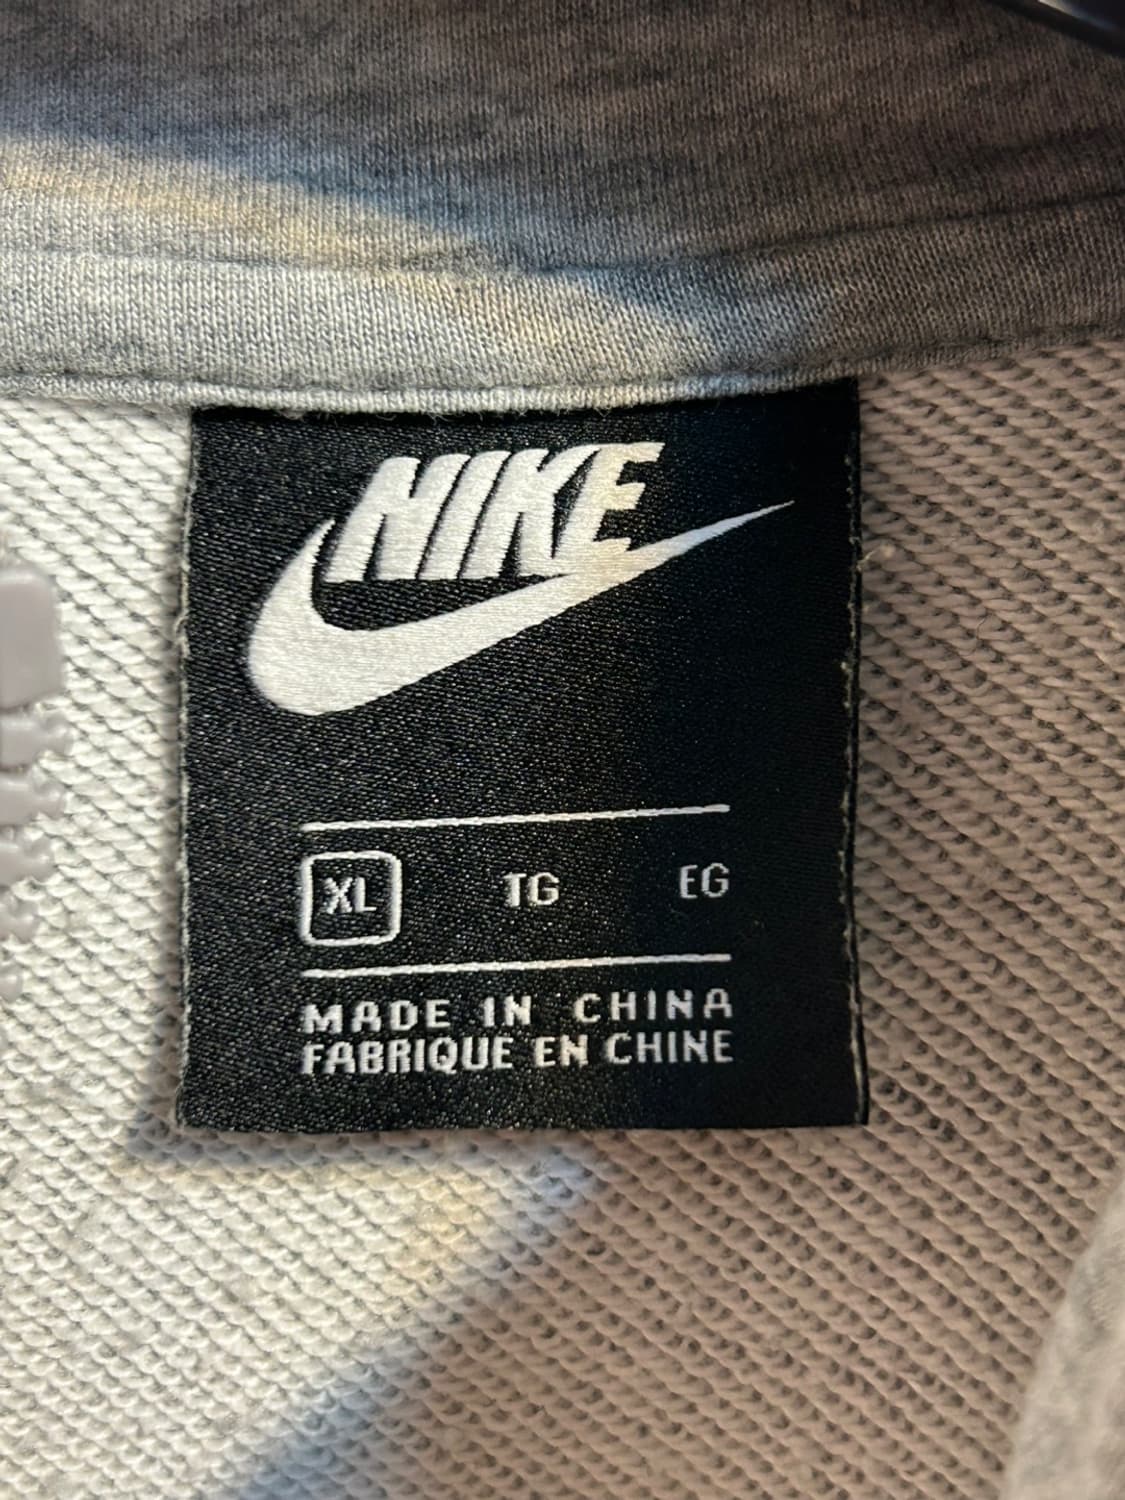 NIKE
XL TG EG
MADE IN CHINA
FABRIQUE EN CHINE